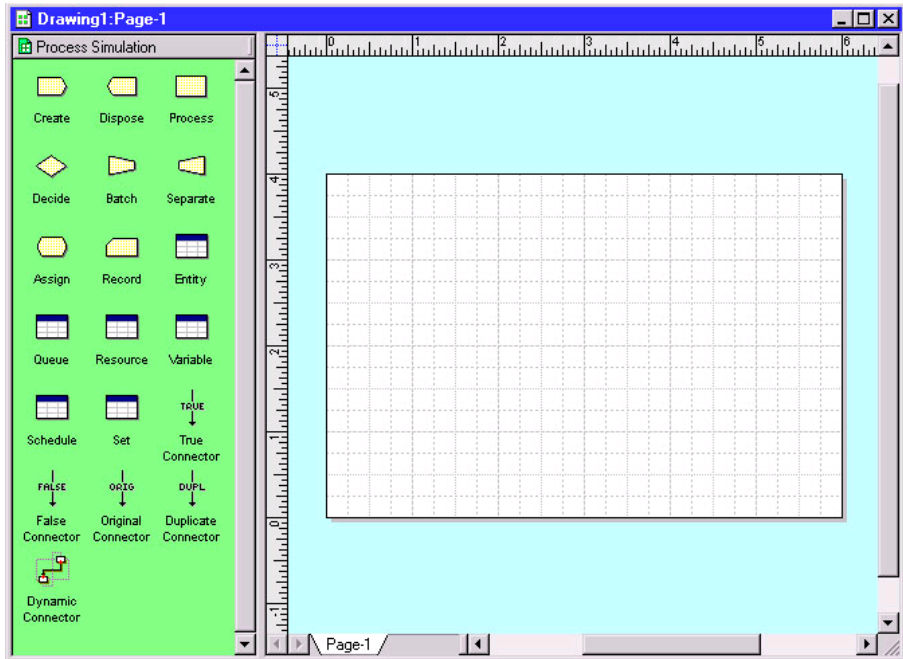 Drawing1:Page-1
Process Simulation
Create Dispose Process
Decide Batch Separate
Assign Record Entity
Queue Resource Variable
TRUE
Schedule Set True Connector
FALSE ORIG DUPL
False Connector Original Connector Duplicate Connector
Dynamic Connector
0 1 2 3 4 5 6
5
4
3
2
1
0
-1
Page-1